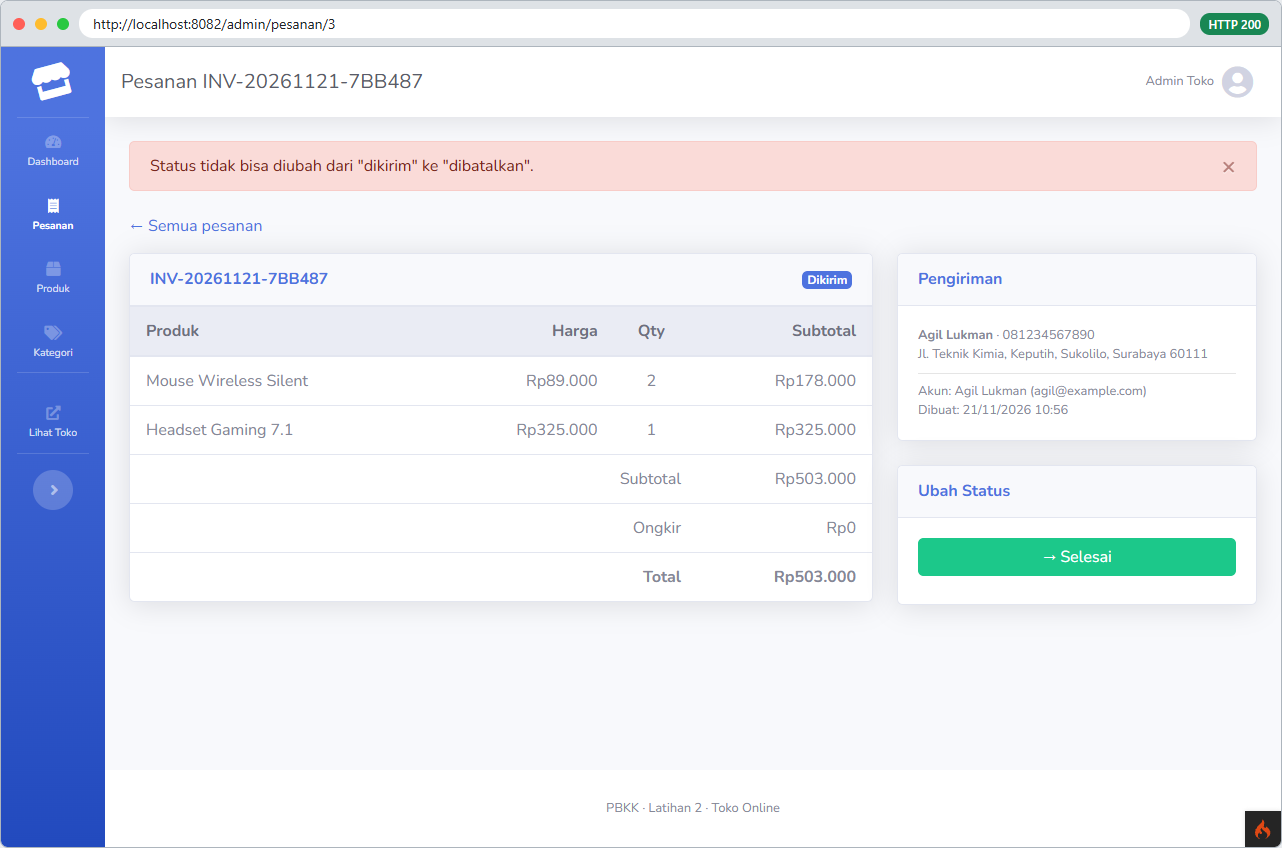 http://localhost:8082/admin/pesanan/3
HTTP 200
Pesanan INV-20261121-7BB487
Admin Toko
Dashboard
Pesanan
Produk
Kategori
Lihat Toko
Status tidak bisa diubah dari "dikirim" ke "dibatalkan".
×
← Semua pesanan
INV-20261121-7BB487 Dikirim
Produk Harga Qty Subtotal
Mouse Wireless Silent Rp89.000 2 Rp178.000
Headset Gaming 7.1 Rp325.000 1 Rp325.000
Subtotal Rp503.000
Ongkir Rp0
Total Rp503.000
Pengiriman
Agil Lukman · 081234567890
Jl. Teknik Kimia, Keputih, Sukolilo, Surabaya 60111
Akun: Agil Lukman (agil@example.com)
Dibuat: 21/11/2026 10:56
Ubah Status
→ Selesai
PBKK · Latihan 2 · Toko Online